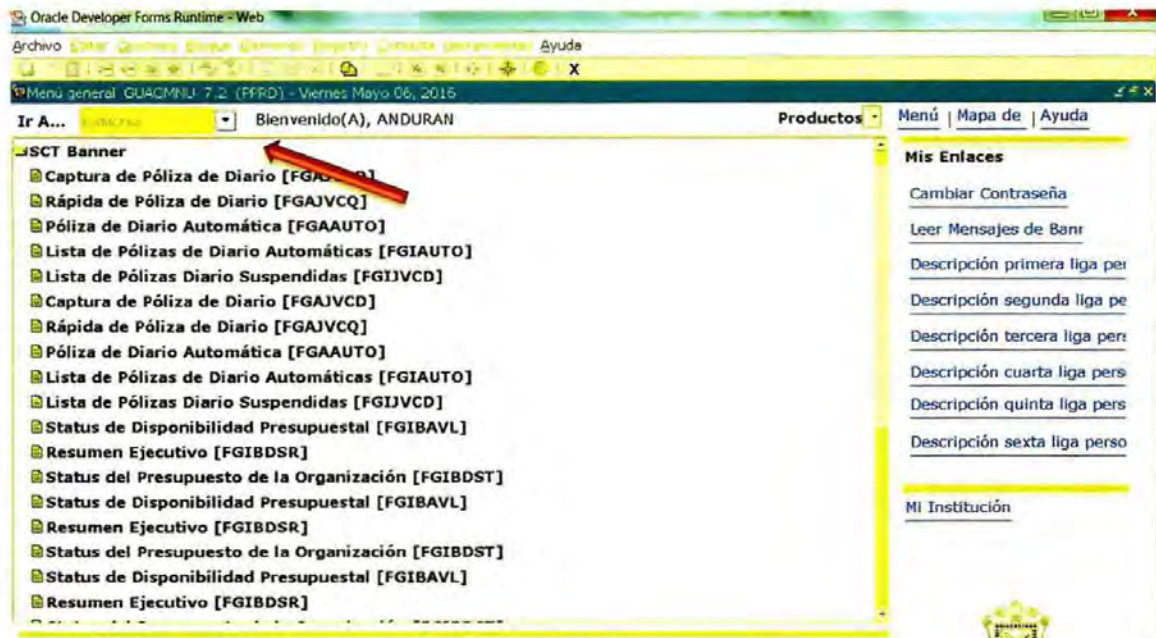 Oracle Developer Forms Runtime - Web
Archivo Ayuda
X
Menú general GUAGMNU 7.2 (PPRD) - Viernes Mayo 06, 2016
Ir A... Bienvenido(A), ANDURAN Productos Menú | Mapa de | Ayuda
SCT Banner
Captura de Póliza de Diario
Rápida de Póliza de Diario [FGAJVCQ]
Póliza de Diario Automática [FGAAUTO]
Lista de Pólizas de Diario Automáticas [FGIAUTO]
Lista de Pólizas Diario Suspendidas [FGIJVCD]
Captura de Póliza de Diario [FGAJVCD]
Rápida de Póliza de Diario [FGAJVCQ]
Póliza de Diario Automática [FGAAUTO]
Lista de Pólizas de Diario Automáticas [FGIAUTO]
Lista de Pólizas Diario Suspendidas [FGIJVCD]
Status de Disponibilidad Presupuestal [FGIBAVL]
Resumen Ejecutivo [FGIBDSR]
Status del Presupuesto de la Organización [FGIBDST]
Status de Disponibilidad Presupuestal [FGIBAVL]
Resumen Ejecutivo [FGIBDSR]
Status del Presupuesto de la Organización [FGIBDST]
Status de Disponibilidad Presupuestal [FGIBAVL]
Resumen Ejecutivo [FGIBDSR]
Mis Enlaces
Cambiar Contraseña
Leer Mensajes de Banr
Descripción primera liga per
Descripción segunda liga pe
Descripción tercera liga pers
Descripción cuarta liga pers
Descripción quinta liga pers
Descripción sexta liga perso
Mi Institución